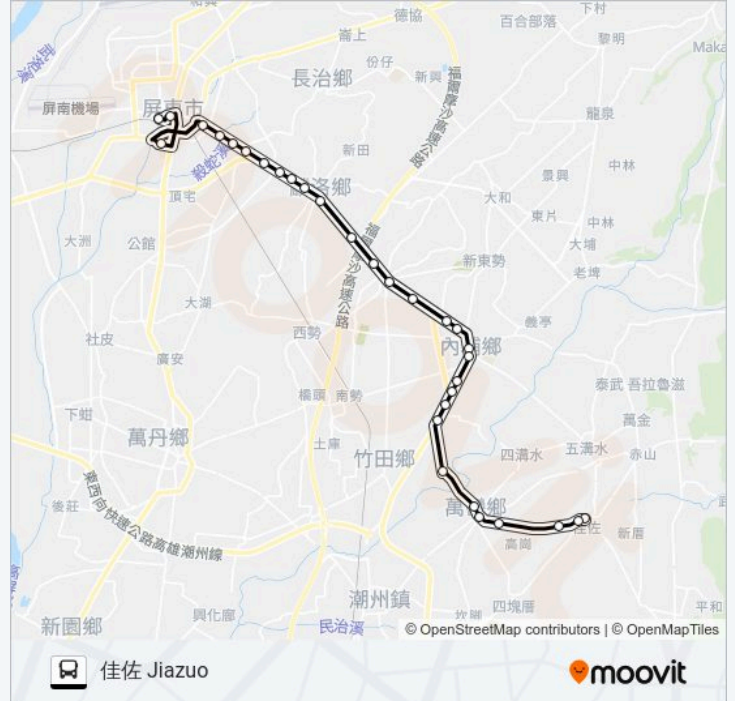 德協
下村
百合部落
黎明
崙上
Maka
武洛溪
份仔
長治鄉
新興
屏南機場
屏東市
福爾摩沙高速公路
龍泉
殺蛇溪
新田
中林
景興
頂宅
麟洛鄉
大和
東片
中林
大洲
公館
大埔
新東勢
老埤
福爾摩沙高速公路
大湖
義亭
社皮
西勢
內埔鄉
廣安
泰武 吾拉魯滋
橋頭
南勢
下蚶
萬金
萬丹鄉
土庫
五溝水
四溝水
赤山
竹田鄉
東西向快速公路高雄潮州線
後莊
萬巒鄉
佳佐
新厝
高崗
潮州鎮
四塊厝
平和
興化廍
新園鄉
民治溪
© OpenStreetMap contributors | © OpenMapTiles
佳佐 Jiazuo
moovit